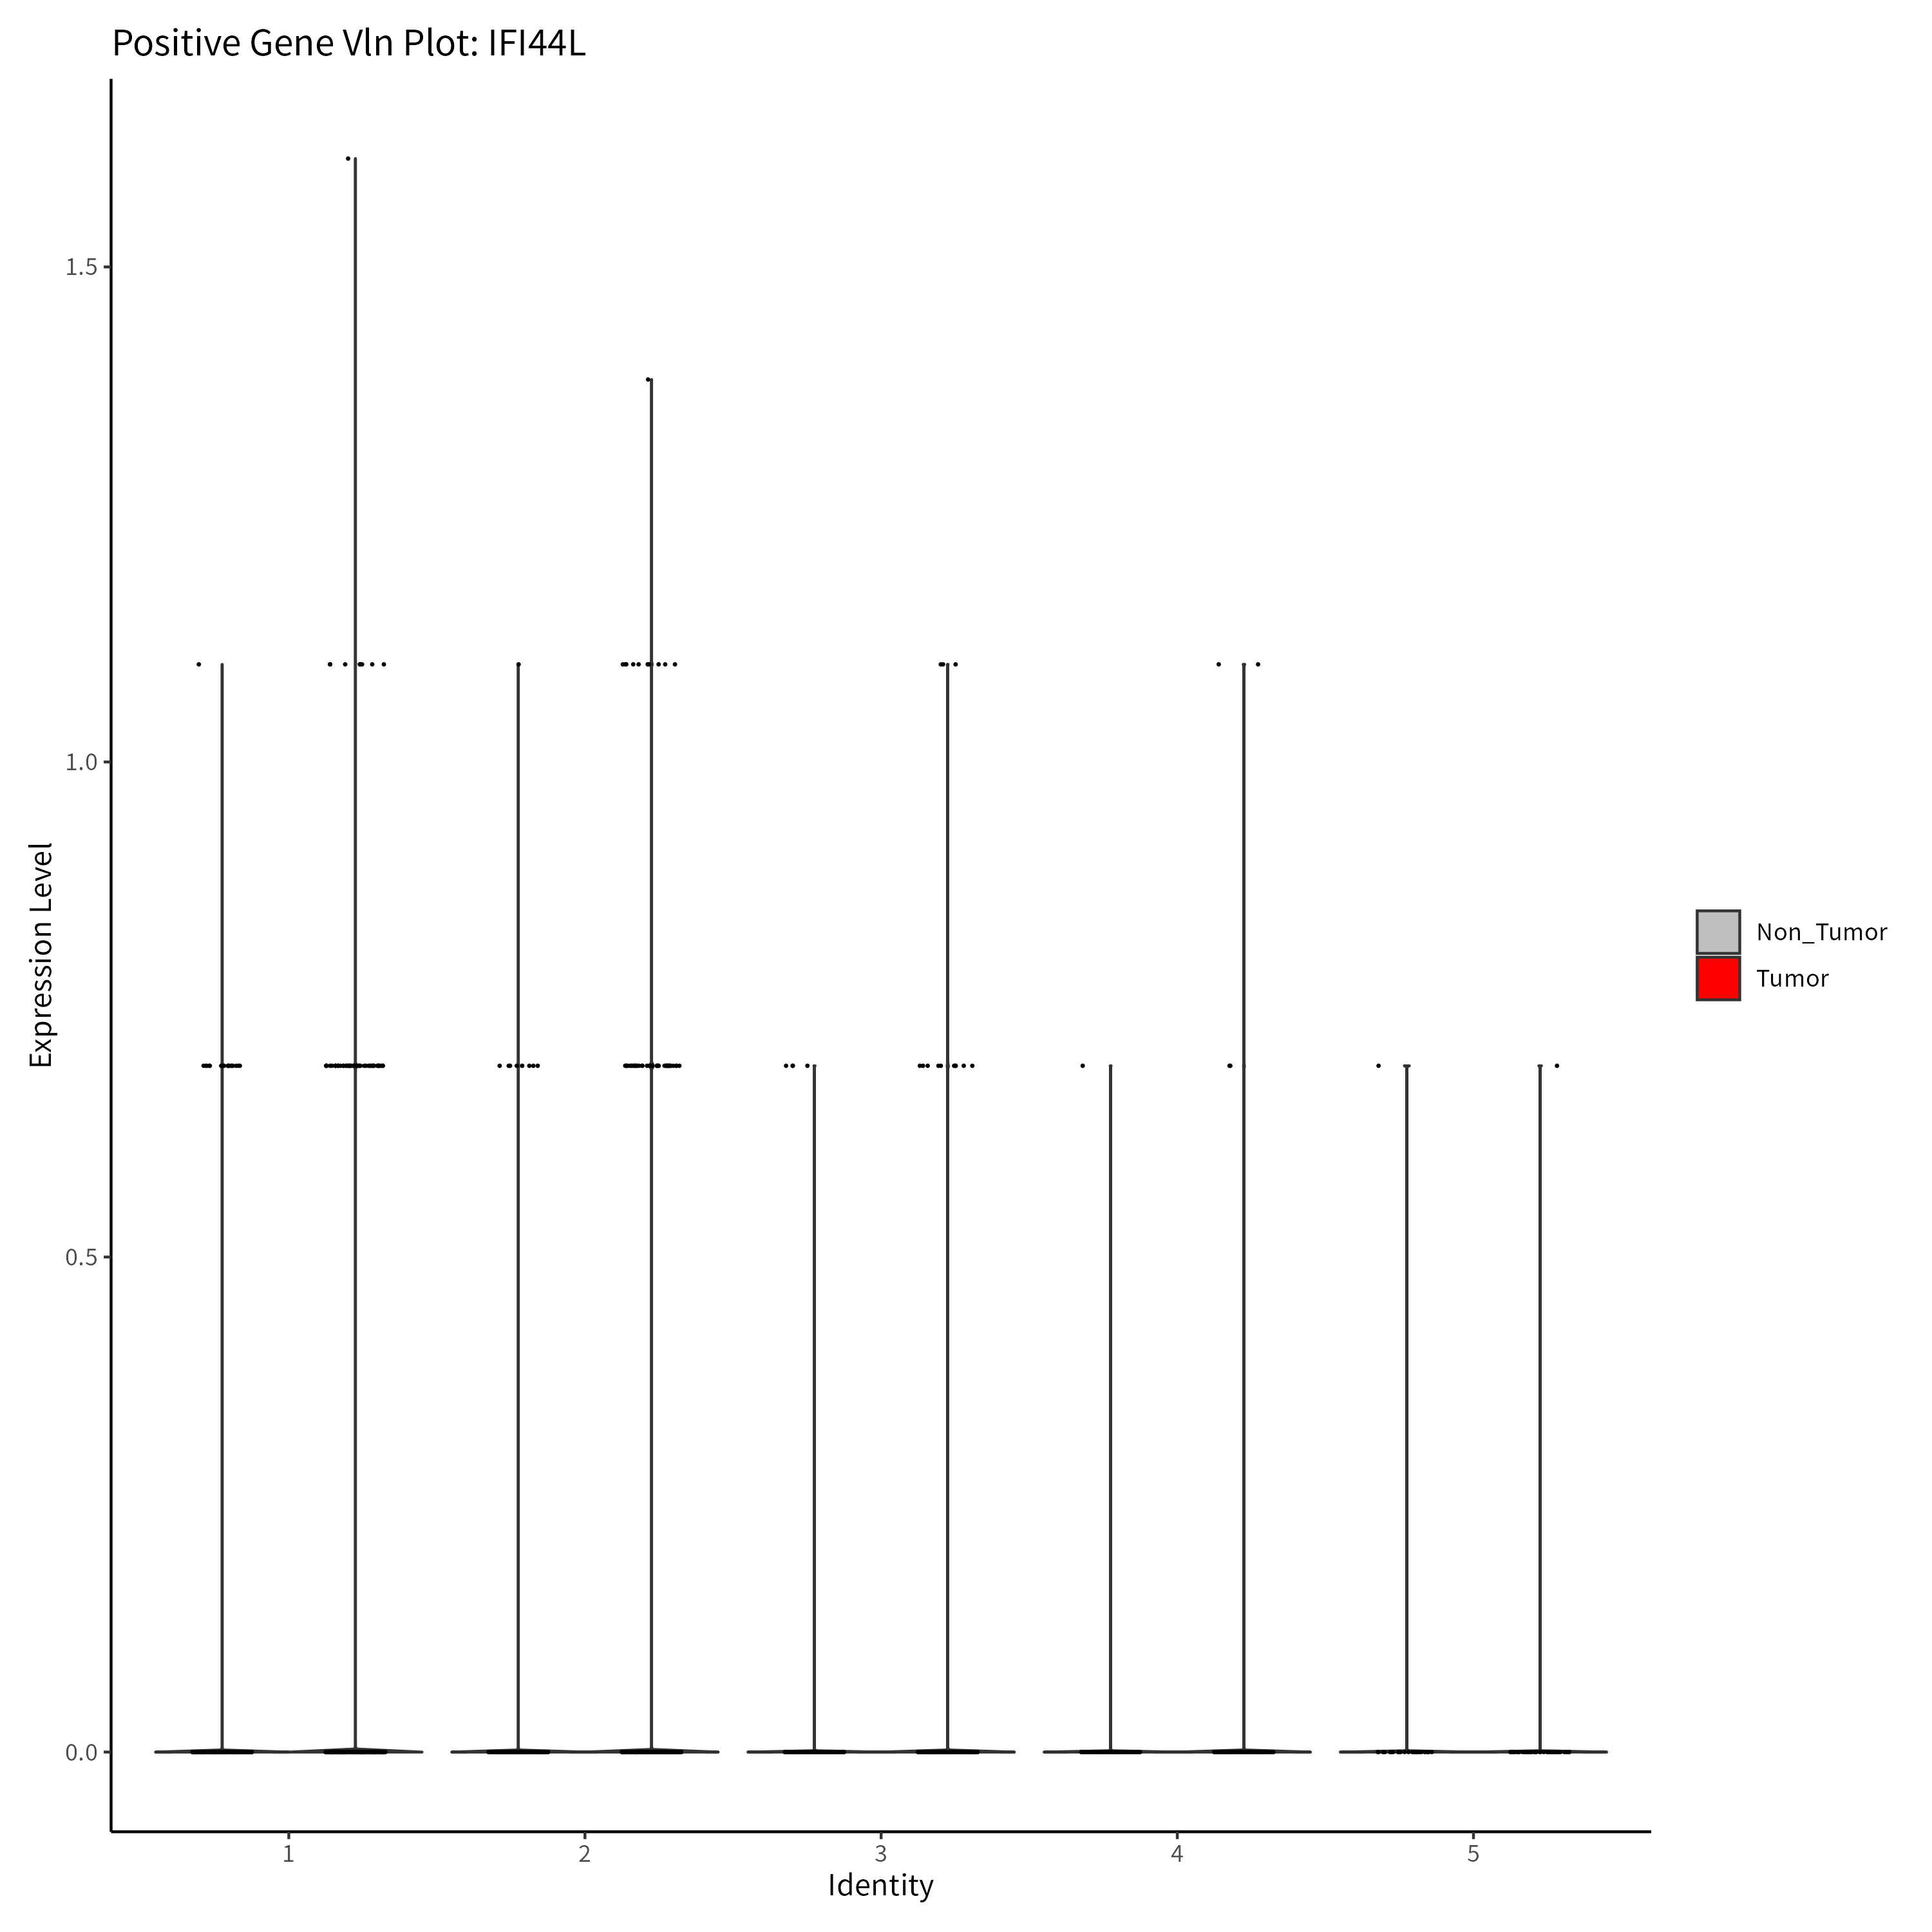 Positive Gene Vln Plot: IFI44L
1.5
1.0
0.5
0.0
Expression Level
1 2 3 4 5
Identity
Non_Tumor
Tumor